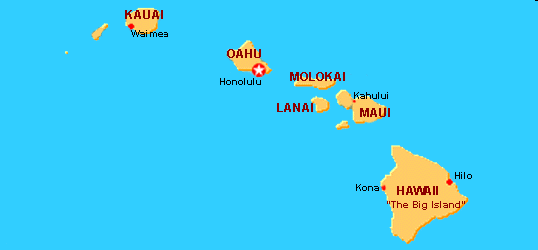 KAUAI
Waimea
OAHU
Honolulu
MOLOKAI
LANAI
Kahului
MAUI
Kona
HAWAII
"The Big Island"
Hilo